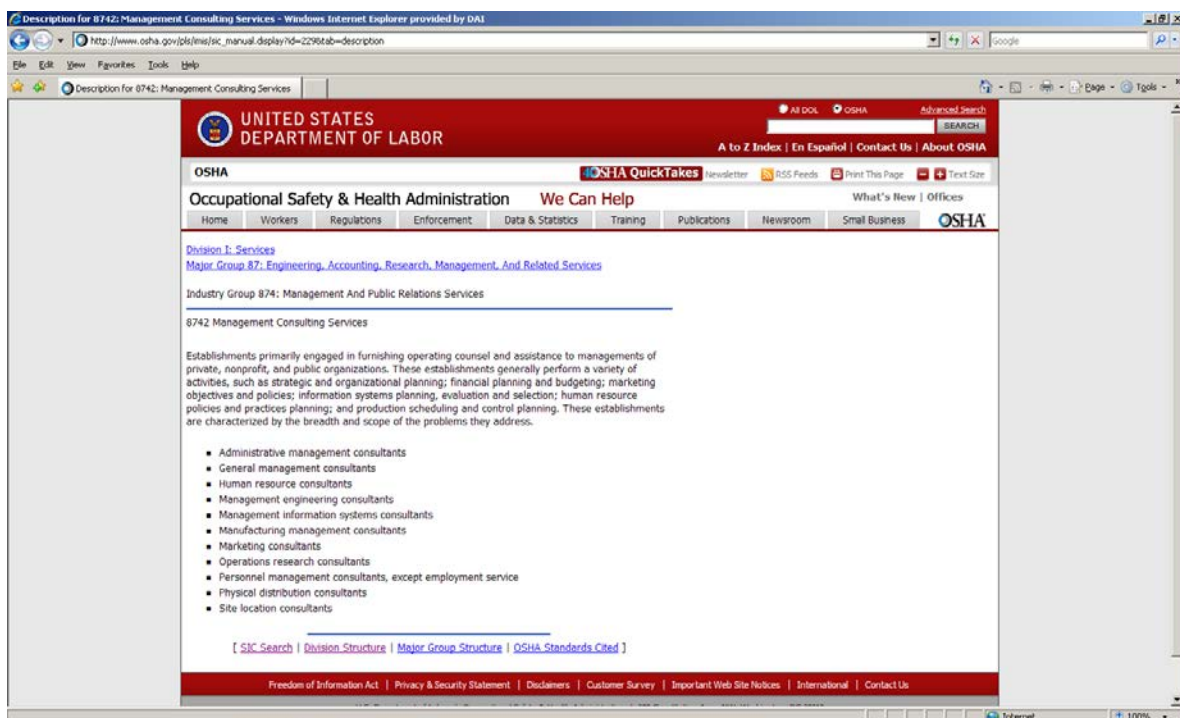 Description for 8742: Management Consulting Services - Windows Internet Explorer provided by DAI
http://www.osha.gov/pls/imis/sic_manual.display?id=229&tab=description
Google
File Edit View Favorites Tools Help
Description for 8742: Management Consulting Services
Page Tools
All DOL OSHA Advanced Search
UNITED STATES
DEPARTMENT OF LABOR
SEARCH
A to Z Index | En Español | Contact Us | About OSHA
OSHA
OSHA QuickTakes Newsletter RSS Feeds Print This Page Text Size
Occupational Safety & Health Administration We Can Help
What's New | Offices
Home Workers Regulations Enforcement Data & Statistics Training Publications Newsroom Small Business OSHA
Division I: Services
Major Group 87: Engineering, Accounting, Research, Management, And Related Services
Industry Group 874: Management And Public Relations Services
8742 Management Consulting Services
Establishments primarily engaged in furnishing operating counsel and assistance to managements of
private, nonprofit, and public organizations. These establishments generally perform a variety of
activities, such as strategic and organizational planning; financial planning and budgeting; marketing
objectives and policies; information systems planning, evaluation and selection; human resource
policies and practices planning; and production scheduling and control planning. These establishments
are characterized by the breadth and scope of the problems they address.
Administrative management consultants
General management consultants
Human resource consultants
Management engineering consultants
Management information systems consultants
Manufacturing management consultants
Marketing consultants
Operations research consultants
Personnel management consultants, except employment service
Physical distribution consultants
Site location consultants
[ SIC Search | Division Structure | Major Group Structure | OSHA Standards Cited ]
Freedom of Information Act | Privacy & Security Statement | Disclaimers | Customer Survey | Important Web Site Notices | International | Contact Us
Internet 100%